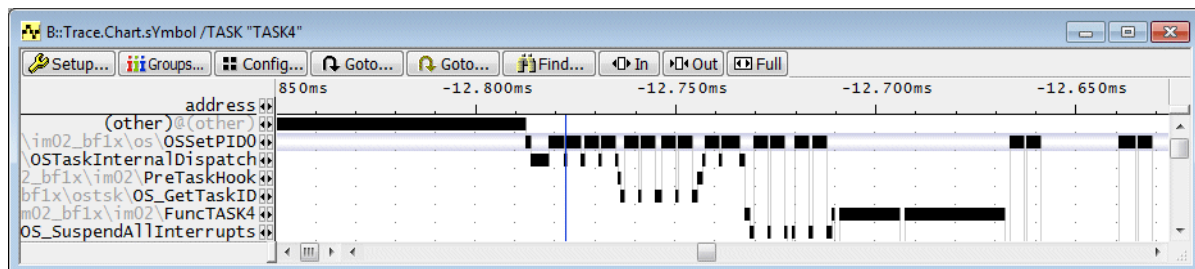 B::Trace.Chart.sYmbol /TASK "TASK4"
Setup... Groups... Config... Goto... Goto... Find... In Out Full
850ms -12.800ms -12.750ms -12.700ms -12.650ms
address
(other)@(other)
\im02_bf1x\os\OSSetPID0
\OSTaskInternalDispatch
2_bf1x\im02\PreTaskHook
bf1x\ostsk\OS_GetTaskID
m02_bf1x\im02\FuncTASK4
OS_SuspendAllInterrupts